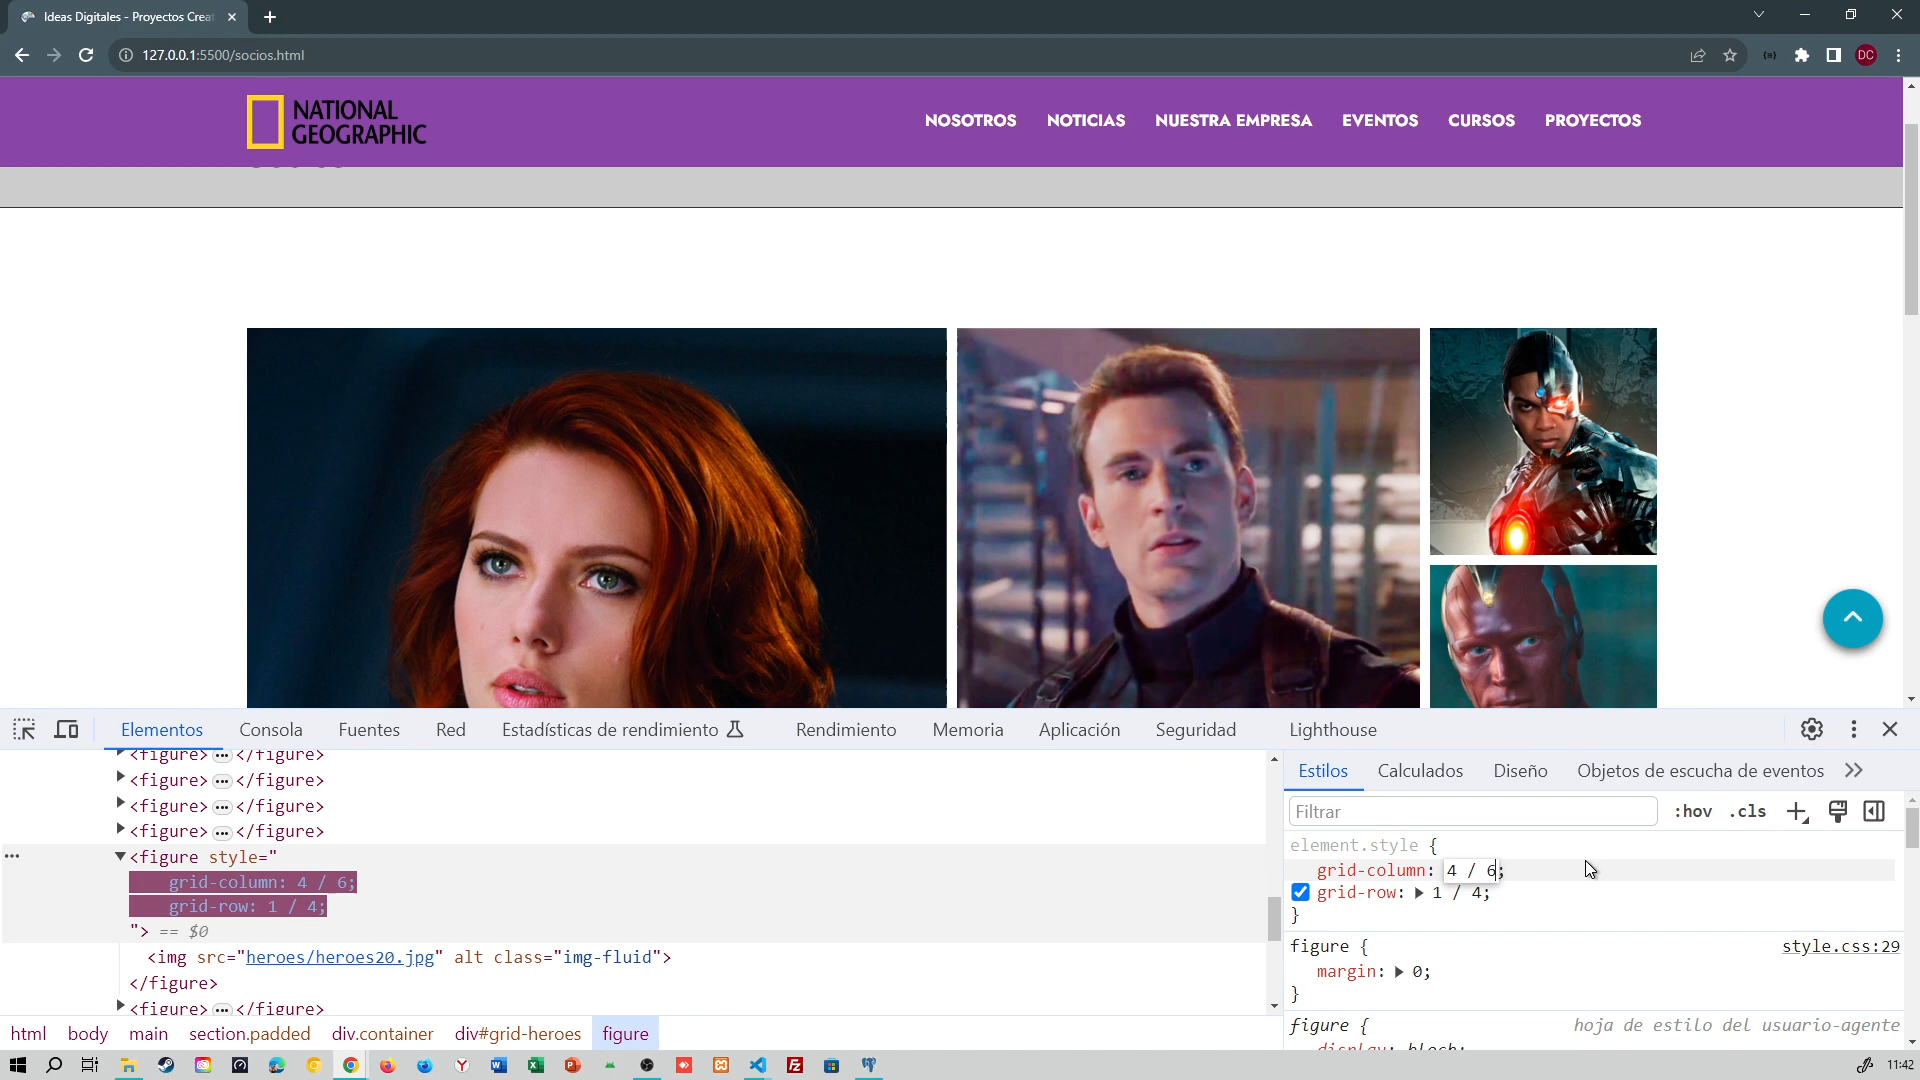 Ideas Digitales - Proyectos Crea
127.0.0.1:5500/socios.html
DC
NATIONAL
GEOGRAPHIC
NOSOTROS NOTICIAS NUESTRA EMPRESA EVENTOS CURSOS PROYECTOS
Elementos Consola Fuentes Red Estadísticas de rendimiento Rendimiento Memoria Aplicación Seguridad Lighthouse
<figure> … </figure>
<figure> … </figure>
<figure> … </figure>
<figure> … </figure>
<figure style="
grid-column: 4 / 6;
grid-row: 1 / 4;
"> == $0
<img src="heroes/heroes20.jpg" alt class="img-fluid">
</figure>
<figure> … </figure>
html body main section.padded div.container div#grid-heroes figure
Estilos Calculados Diseño Objetos de escucha de eventos
Filtrar :hov .cls
element.style {
grid-column: 4 / 6;
grid-row: 1 / 4;
}
figure { style.css:29
margin: 0;
}
figure { hoja de estilo del usuario-agente
display: block;
11:42